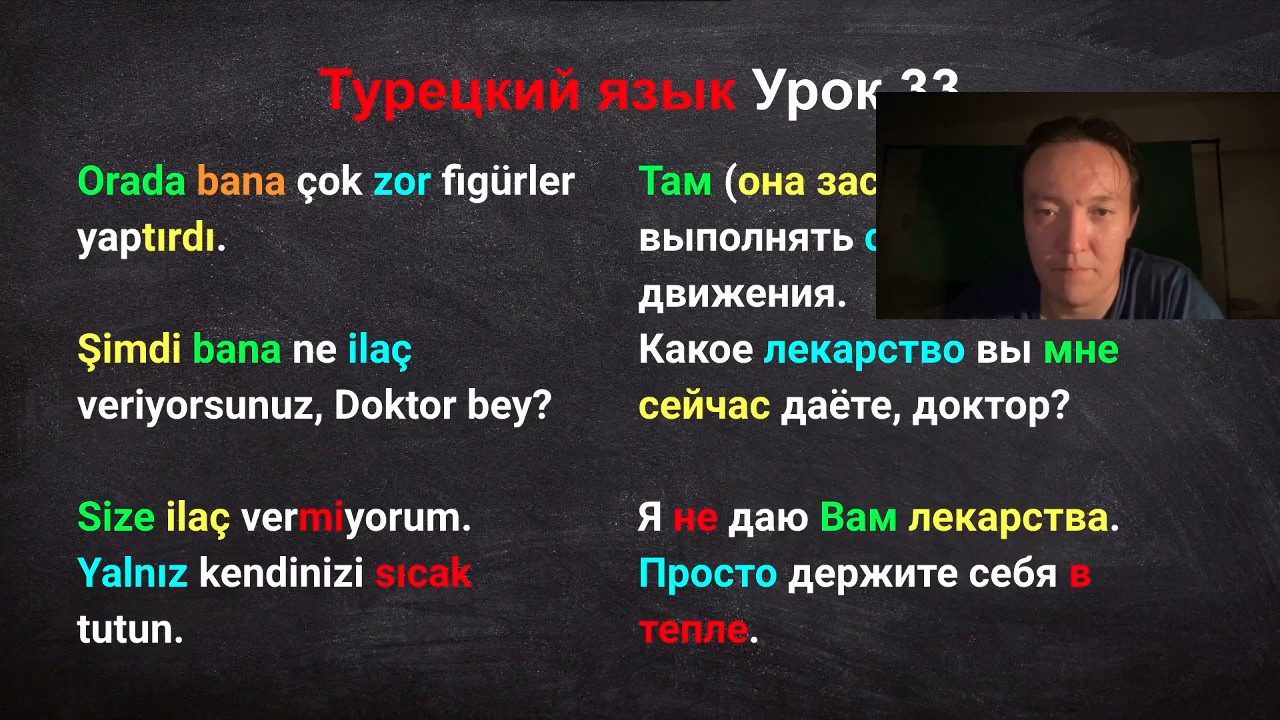 Турецкий язык Урок 33
Orada bana çok zor figürler
yaptırdı.
Şimdi bana ne ilaç
veriyorsunuz, Doktor bey?
Size ilaç vermiyorum.
Yalnız kendinizi sıcak
tutun.
Там (она
выполнять
движения.
Какое лекарство вы мне
сейчас даёте, доктор?
Я не даю Вам лекарства.
Просто держите себя в
тепле.